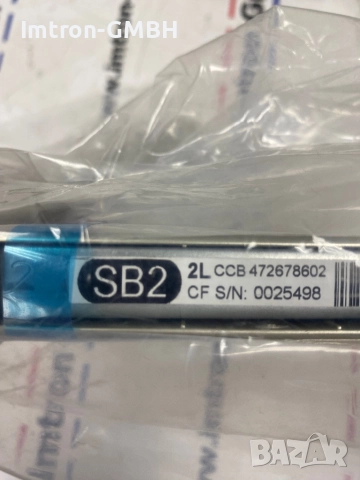 Imtron-GMBH
SB2
2L CCB 472678602
CF S/N: 0025498
BAZAR